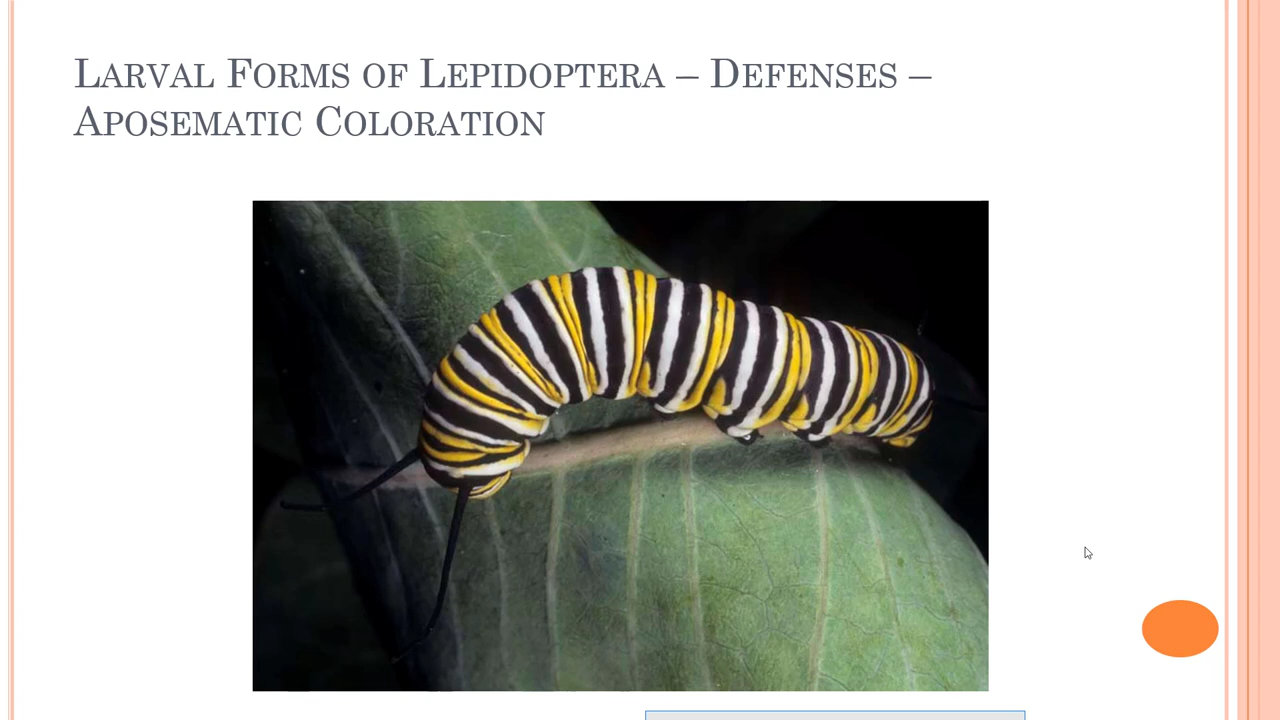 Larval Forms of Lepidoptera – Defenses –
Aposematic Coloration